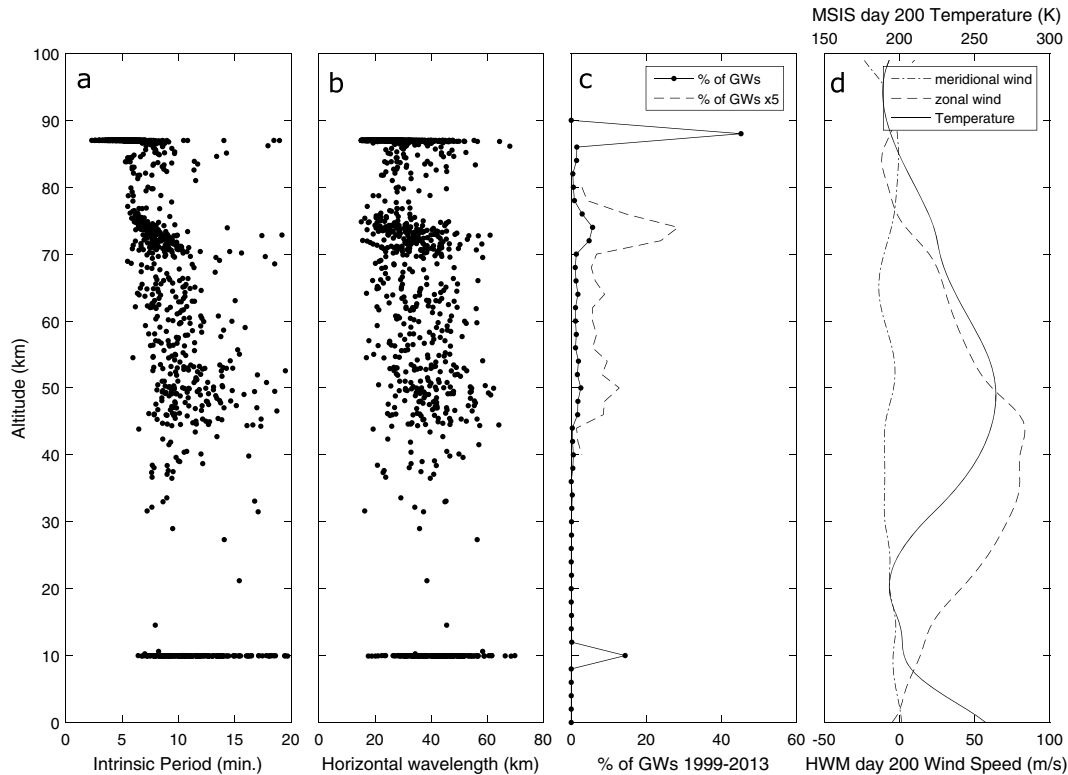 MSIS day 200 Temperature (K)
150 200 250 300
100
90
80
70
60
50
40
30
20
10
0
Altitude (km)
a
b
c
d
% of GWs
% of GWs x5
meridional wind
zonal wind
Temperature
0 5 10 15 20
0 20 40 60 80
0 20 40 60
-50 0 50 100
Intrinsic Period (min.)
Horizontal wavelength (km)
% of GWs 1999-2013
HWM day 200 Wind Speed (m/s)